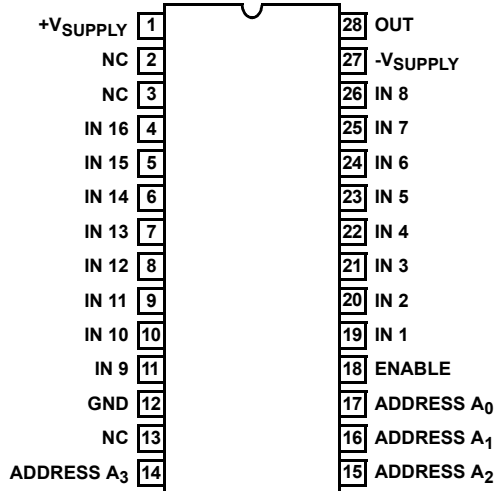 +VSUPPLY 1 28 OUT
NC 2 27 -VSUPPLY
NC 3 26 IN 8
IN 16 4 25 IN 7
IN 15 5 24 IN 6
IN 14 6 23 IN 5
IN 13 7 22 IN 4
IN 12 8 21 IN 3
IN 11 9 20 IN 2
IN 10 10 19 IN 1
IN 9 11 18 ENABLE
GND 12 17 ADDRESS A0
NC 13 16 ADDRESS A1
ADDRESS A3 14 15 ADDRESS A2